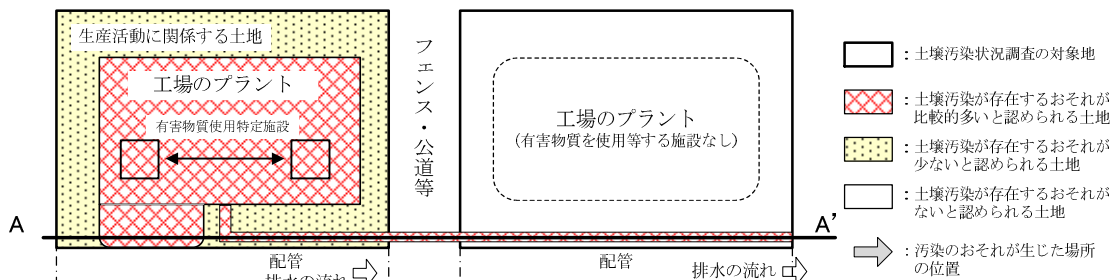 生産活動に関係する土地
工場のプラント
有害物質使用特定施設
フェンス・公道等
工場のプラント
(有害物質を使用等する施設なし)
A
A'
配管
排水の流れ
配管
排水の流れ
:土壌汚染状況調査の対象地
:土壌汚染が存在するおそれが
比較的多いと認められる土地
:土壌汚染が存在するおそれが
少ないと認められる土地
:土壌汚染が存在するおそれが
ないと認められる土地
:汚染のおそれが生じた場所
の位置